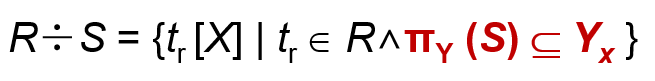 R÷S = {tr [X] | tr ∈ R∧πY (S) ⊆ Yx }